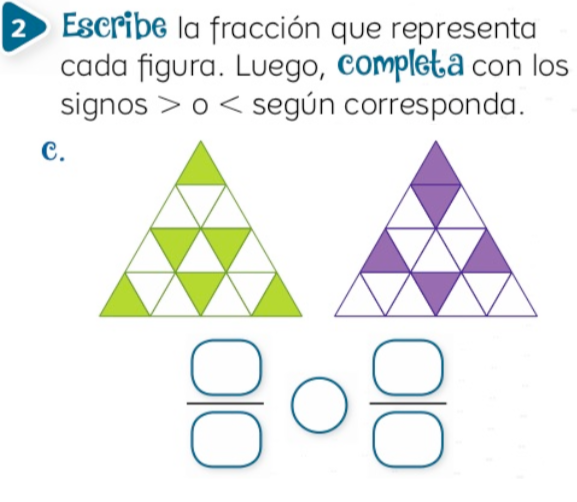 2 Escribe la fracción que representa
cada figura. Luego, completa con los
signos > o < según corresponda.
c.